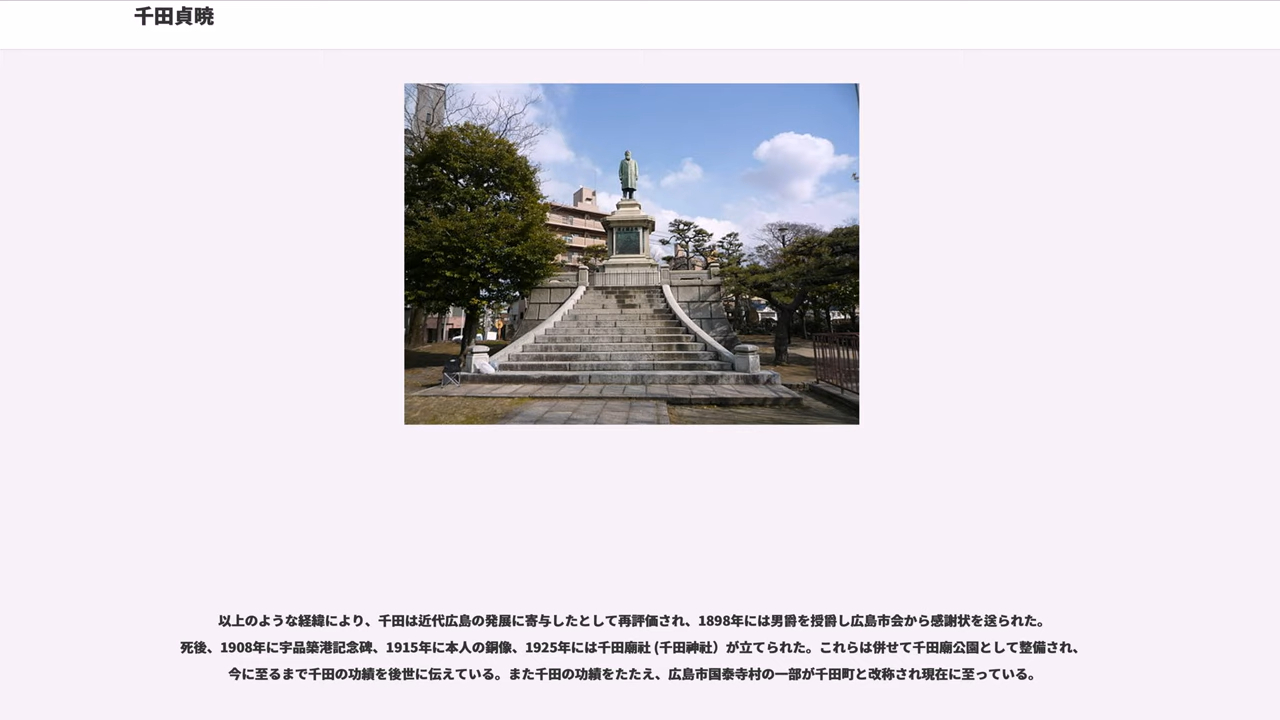 千田貞暁
以上のような経緯により、千田は近代広島の発展に寄与したとして再評価され、1898年には男爵を授爵し広島市会から感謝状を送られた。
死後、1908年に宇品築港記念碑、1915年に本人の銅像、1925年には千田廟社 (千田神社）が立てられた。これらは併せて千田廟公園として整備され、
今に至るまで千田の功績を後世に伝えている。また千田の功績をたたえ、広島市国泰寺村の一部が千田町と改称され現在に至っている。